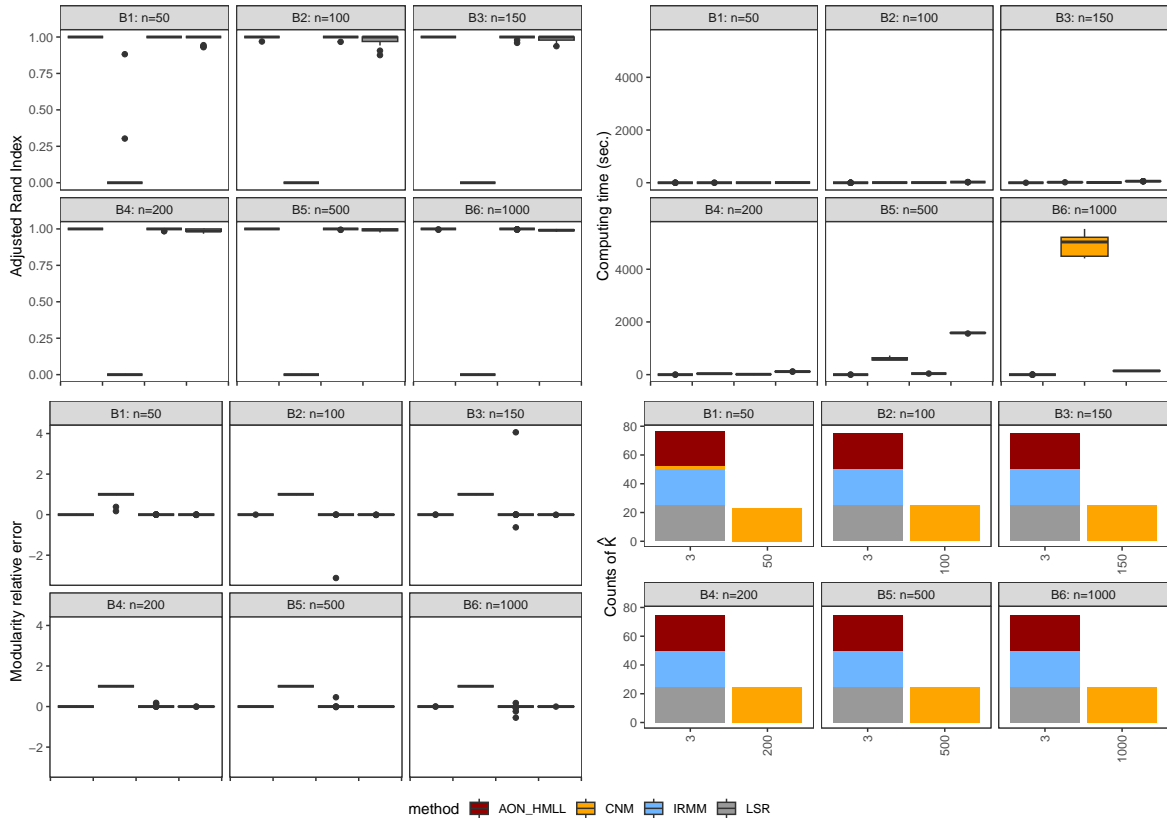 B1: n=50
B2: n=100
B3: n=150
1.00
0.75
0.50
0.25
0.00
B4: n=200
B5: n=500
B6: n=1000
1.00
0.75
0.50
0.25
0.00
Adjusted Rand Index
B1: n=50
B2: n=100
B3: n=150
4000
2000
0
B4: n=200
B5: n=500
B6: n=1000
4000
2000
0
Computing time (sec.)
B1: n=50
B2: n=100
B3: n=150
4
2
0
−2
B4: n=200
B5: n=500
B6: n=1000
4
2
0
−2
Modularity relative error
B1: n=50
B2: n=100
B3: n=150
80
60
40
20
0
3
50
3
100
3
150
B4: n=200
B5: n=500
B6: n=1000
80
60
40
20
0
3
200
3
500
3
1000
Counts of K̂
method AON_HMLL CNM IRMM LSR